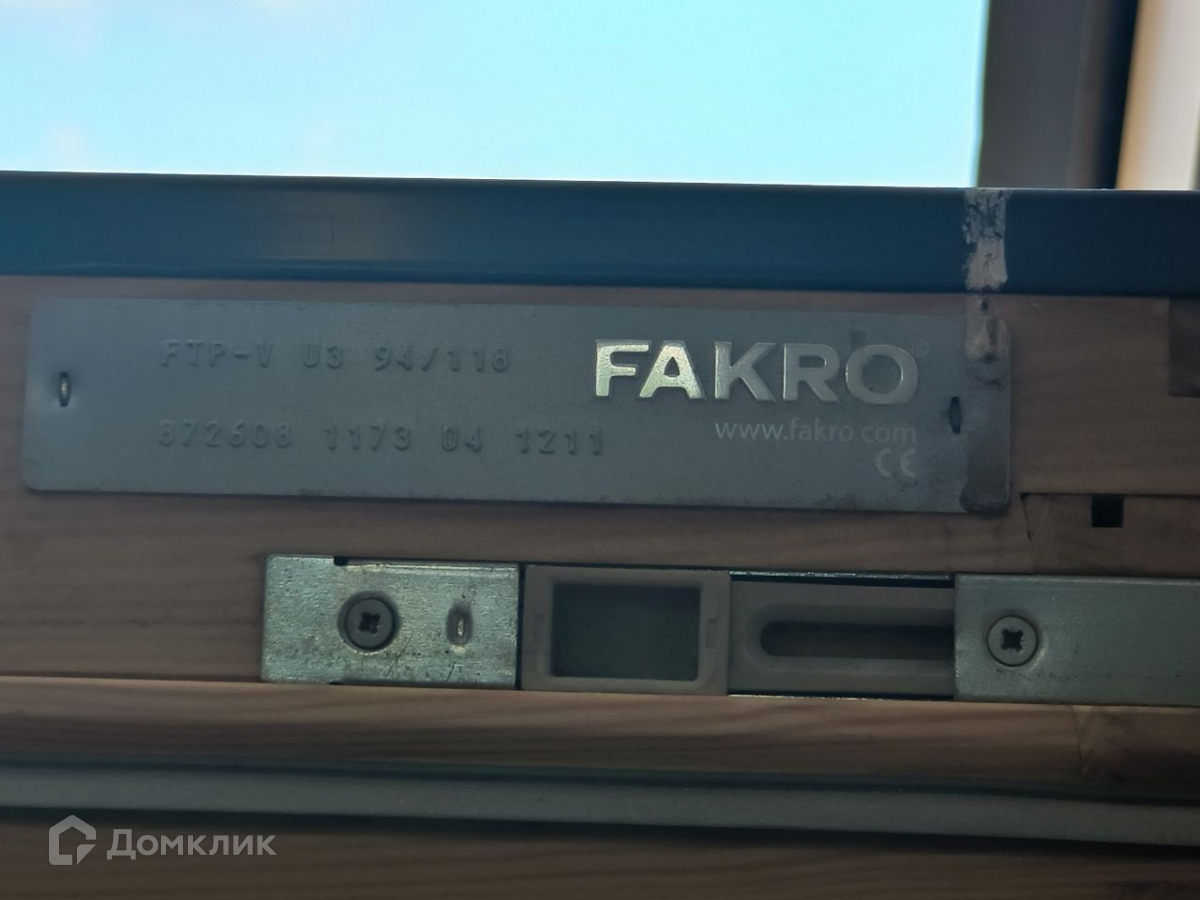 FTP-V U3 94/118
FAKRO®
872608 1173 04 1211
www.fakro.com
CE
Домклик